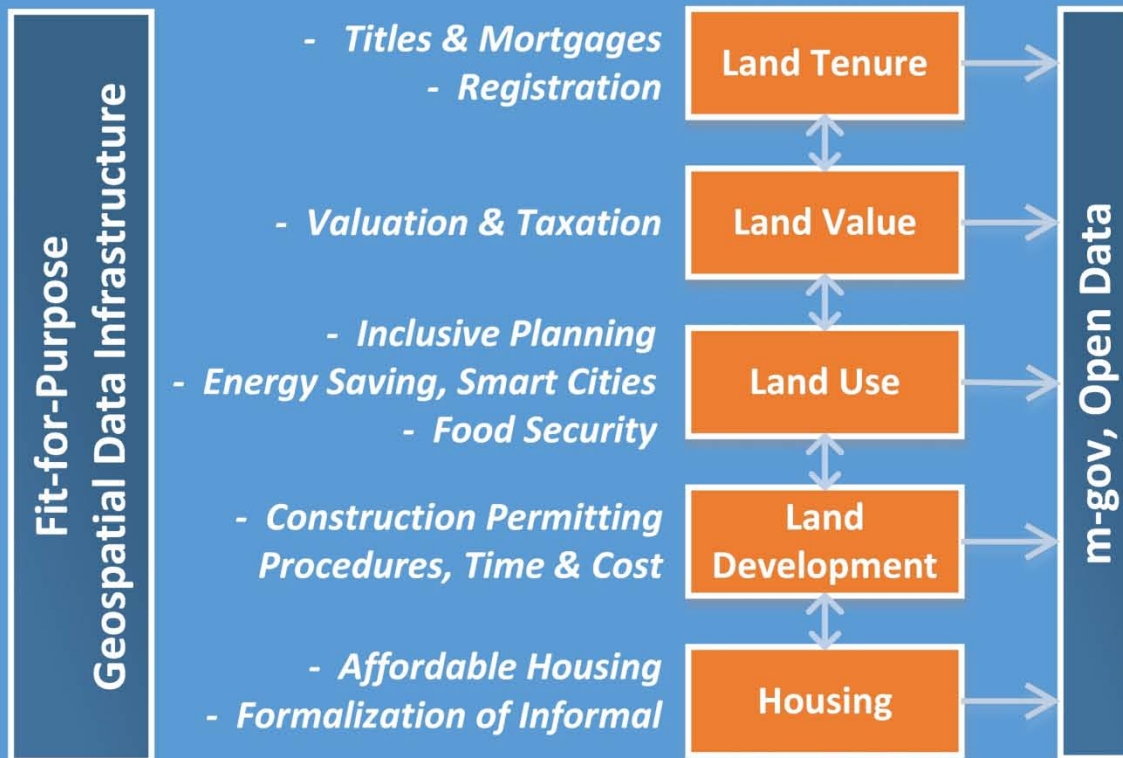 Fit-for-Purpose
Geospatial Data Infrastructure
- Titles & Mortgages
- Registration
Land Tenure
- Valuation & Taxation
Land Value
- Inclusive Planning
- Energy Saving, Smart Cities
- Food Security
Land Use
- Construction Permitting
Procedures, Time & Cost
Land
Development
- Affordable Housing
- Formalization of Informal
Housing
m-gov, Open Data